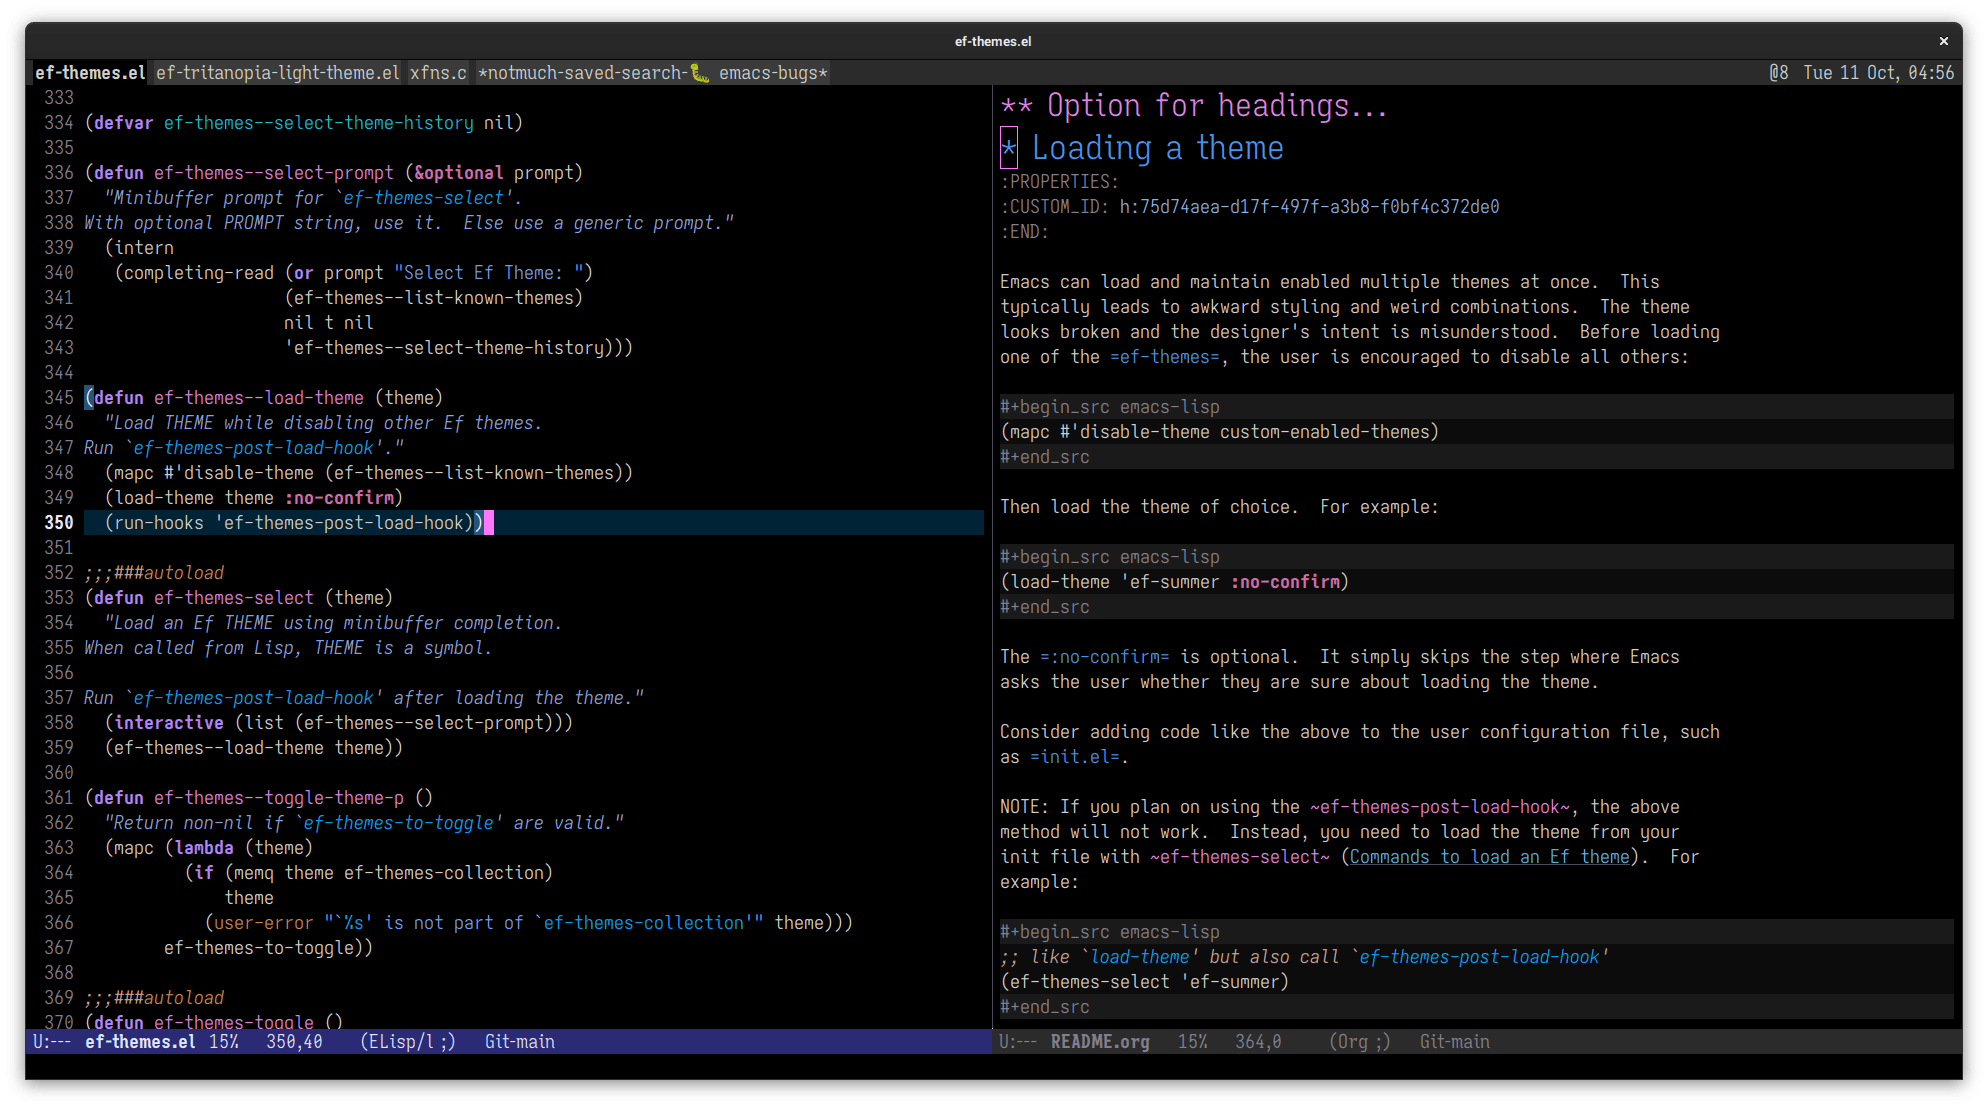 ef-themes.el ×
ef-themes.el ef-tritanopia-light-theme.el xfns.c *notmuch-saved-search-🐛 emacs-bugs* @8 Tue 11 Oct, 04:56
333
334 (defvar ef-themes--select-theme-history nil)
335
336 (defun ef-themes--select-prompt (&optional prompt)
337   "Minibuffer prompt for `ef-themes-select'.
338 With optional PROMPT string, use it.  Else use a generic prompt."
339   (intern
340    (completing-read (or prompt "Select Ef Theme: ")
341                     (ef-themes--list-known-themes)
342                     nil t nil
343                     'ef-themes--select-theme-history)))
344
345 (defun ef-themes--load-theme (theme)
346   "Load THEME while disabling other Ef themes.
347 Run `ef-themes-post-load-hook'."
348   (mapc #'disable-theme (ef-themes--list-known-themes))
349   (load-theme theme :no-confirm)
350   (run-hooks 'ef-themes-post-load-hook))
351
352 ;;;###autoload
353 (defun ef-themes-select (theme)
354   "Load an Ef THEME using minibuffer completion.
355 When called from Lisp, THEME is a symbol.
356
357 Run `ef-themes-post-load-hook' after loading the theme."
358   (interactive (list (ef-themes--select-prompt)))
359   (ef-themes--load-theme theme))
360
361 (defun ef-themes--toggle-theme-p ()
362   "Return non-nil if `ef-themes-to-toggle' are valid."
363   (mapc (lambda (theme)
364           (if (memq theme ef-themes-collection)
365               theme
366             (user-error "`%s' is not part of `ef-themes-collection'" theme)))
367         ef-themes-to-toggle))
368
369 ;;;###autoload
370 (defun ef-themes-toggle ()
U:--- ef-themes.el 15% 350,40 (ELisp/l ;) Git-main
** Option for headings...
* Loading a theme
:PROPERTIES:
:CUSTOM_ID: h:75d74aea-d17f-497f-a3b8-f0bf4c372de0
:END:
Emacs can load and maintain enabled multiple themes at once.  This
typically leads to awkward styling and weird combinations.  The theme
looks broken and the designer's intent is misunderstood.  Before loading
one of the =ef-themes=, the user is encouraged to disable all others:
#+begin_src emacs-lisp
(mapc #'disable-theme custom-enabled-themes)
#+end_src
Then load the theme of choice.  For example:
#+begin_src emacs-lisp
(load-theme 'ef-summer :no-confirm)
#+end_src
The =:no-confirm= is optional.  It simply skips the step where Emacs
asks the user whether they are sure about loading the theme.
Consider adding code like the above to the user configuration file, such
as =init.el=.
NOTE: If you plan on using the ~ef-themes-post-load-hook~, the above
method will not work.  Instead, you need to load the theme from your
init file with ~ef-themes-select~ (Commands to load an Ef theme).  For
example:
#+begin_src emacs-lisp
;; like `load-theme' but also call `ef-themes-post-load-hook'
(ef-themes-select 'ef-summer)
#+end_src
U:--- README.org 15% 364,0 (Org ;) Git-main